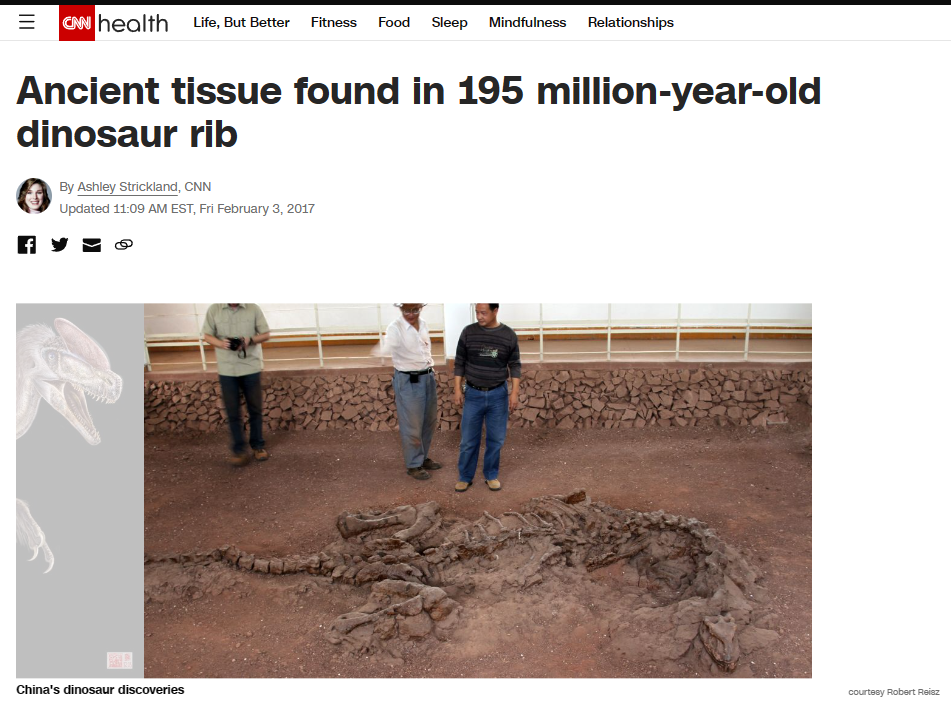 CNN health Life, But Better Fitness Food Sleep Mindfulness Relationships
Ancient tissue found in 195 million-year-old
dinosaur rib
By Ashley Strickland, CNN
Updated 11:09 AM EST, Fri February 3, 2017
China's dinosaur discoveries
courtesy Robert Reisz